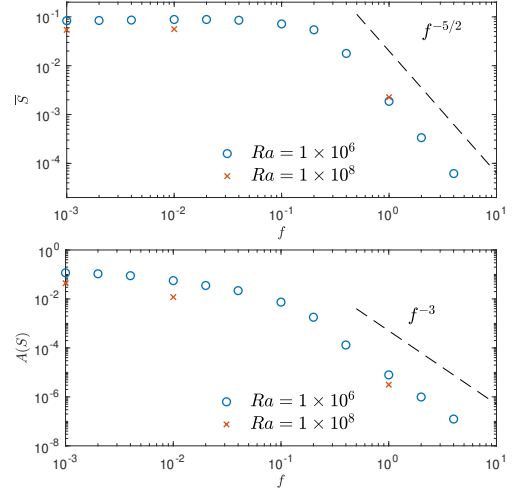 10^-1
f^{-5/2}
10^-2
S̅
10^-3
Ra = 1 × 10^6
10^-4
Ra = 1 × 10^8
10^-3 10^-2 10^-1 10^0 10^1
f
10^0
10^-2
f^{-3}
A(S)
10^-4
10^-6
Ra = 1 × 10^6
Ra = 1 × 10^8
10^-8
10^-3 10^-2 10^-1 10^0 10^1
f